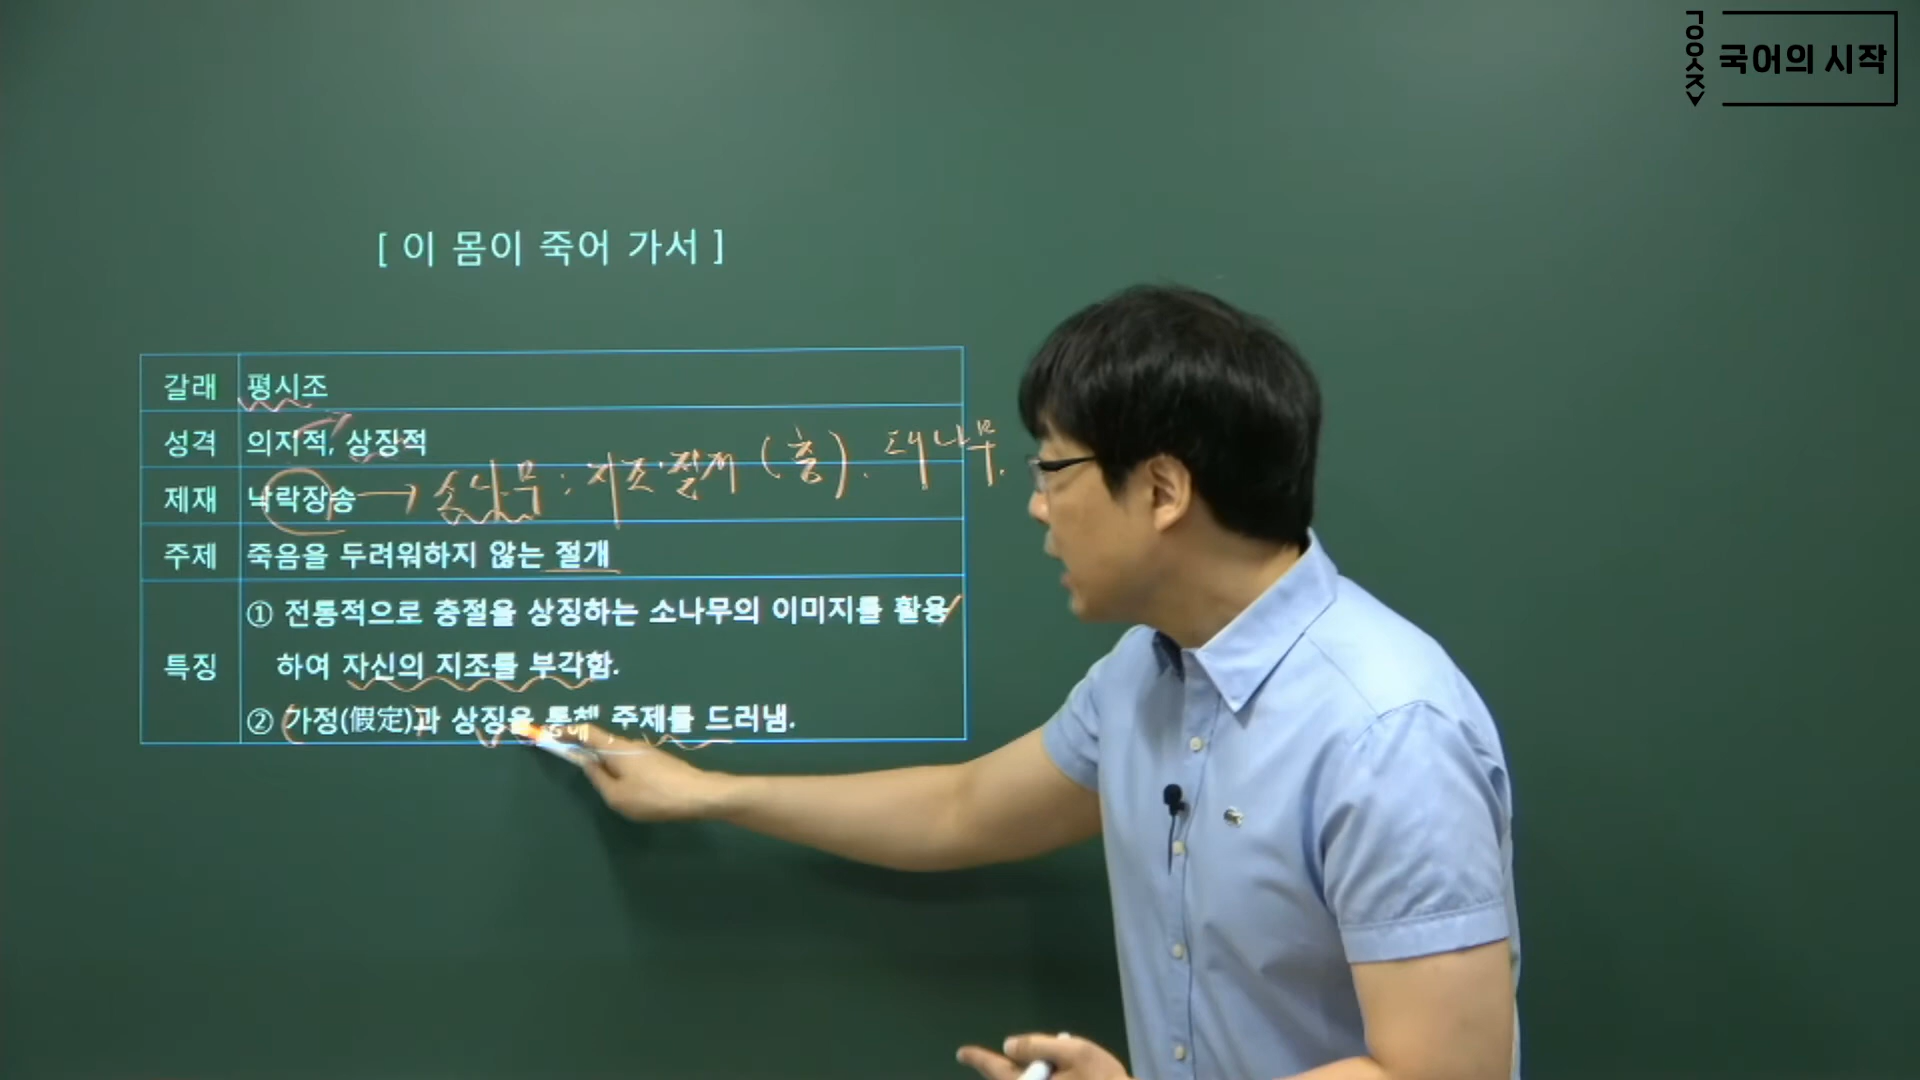 국어의 시작
[ 이 몸이 죽어 가서 ]
갈래 평시조
성격 의지적, 상징적
제재 낙락장송 → 소나무 : 지조·절개 (충). 대나무.
주제 죽음을 두려워하지 않는 절개
특징 ① 전통적으로 충절을 상징하는 소나무의 이미지를 활용
하여 자신의 지조를 부각함.
② 가정(假定)과 상징을 통해 주제를 드러냄.